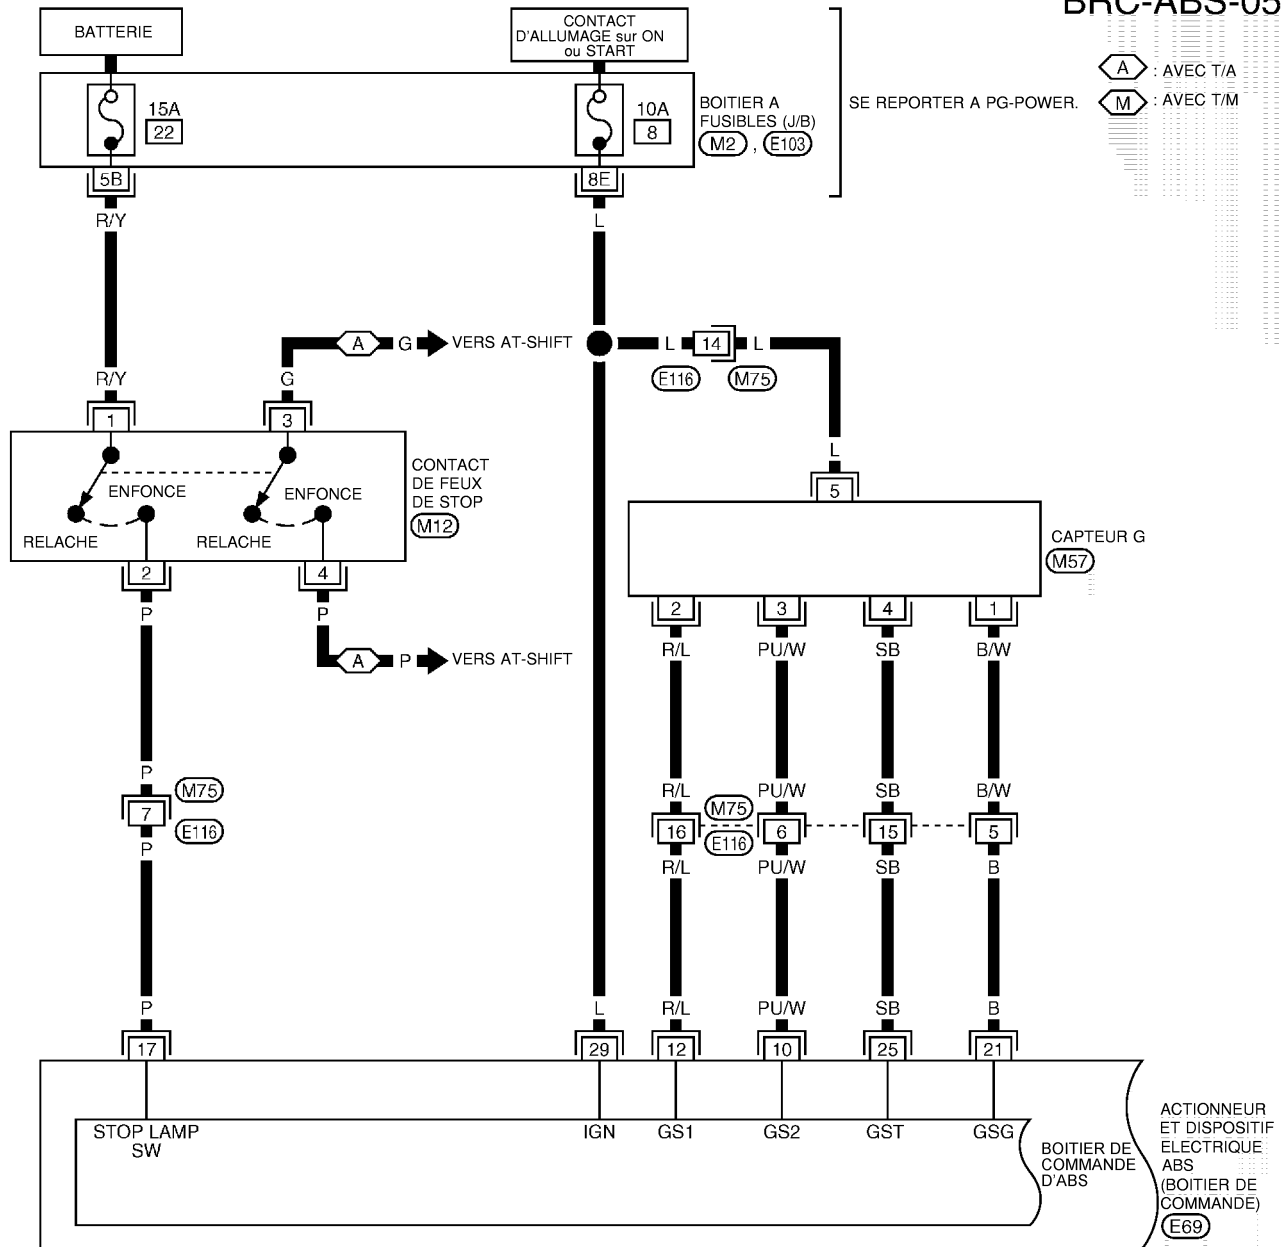 BRC-ABS-05
BATTERIE
CONTACT
D'ALLUMAGE sur ON
ou START
A : AVEC T/A
M : AVEC T/M
15A
22
10A
8
BOITIER A
FUSIBLES (J/B)
M2 , E103
SE REPORTER A PG-POWER.
5B
8E
R/Y
L
A G VERS AT-SHIFT
L 14 L
E116 M75
R/Y
G
1
3
L
5
ENFONCE
ENFONCE
RELACHE
RELACHE
CONTACT
DE FEUX
DE STOP
M12
CAPTEUR G
M57
2
4
2
3
4
1
P
P
R/L
PU/W
SB
B/W
A P VERS AT-SHIFT
P
M75
7
E116
P
R/L
PU/W
SB
B/W
M75
16
6
15
5
E116
R/L
PU/W
SB
B
P
L
R/L
PU/W
SB
B
17
29
12
10
25
21
STOP LAMP
SW
IGN
GS1
GS2
GST
GSG
BOITIER DE
COMMANDE
D'ABS
ACTIONNEUR
ET DISPOSITIF
ELECTRIQUE
ABS
(BOITIER DE
COMMANDE)
E69